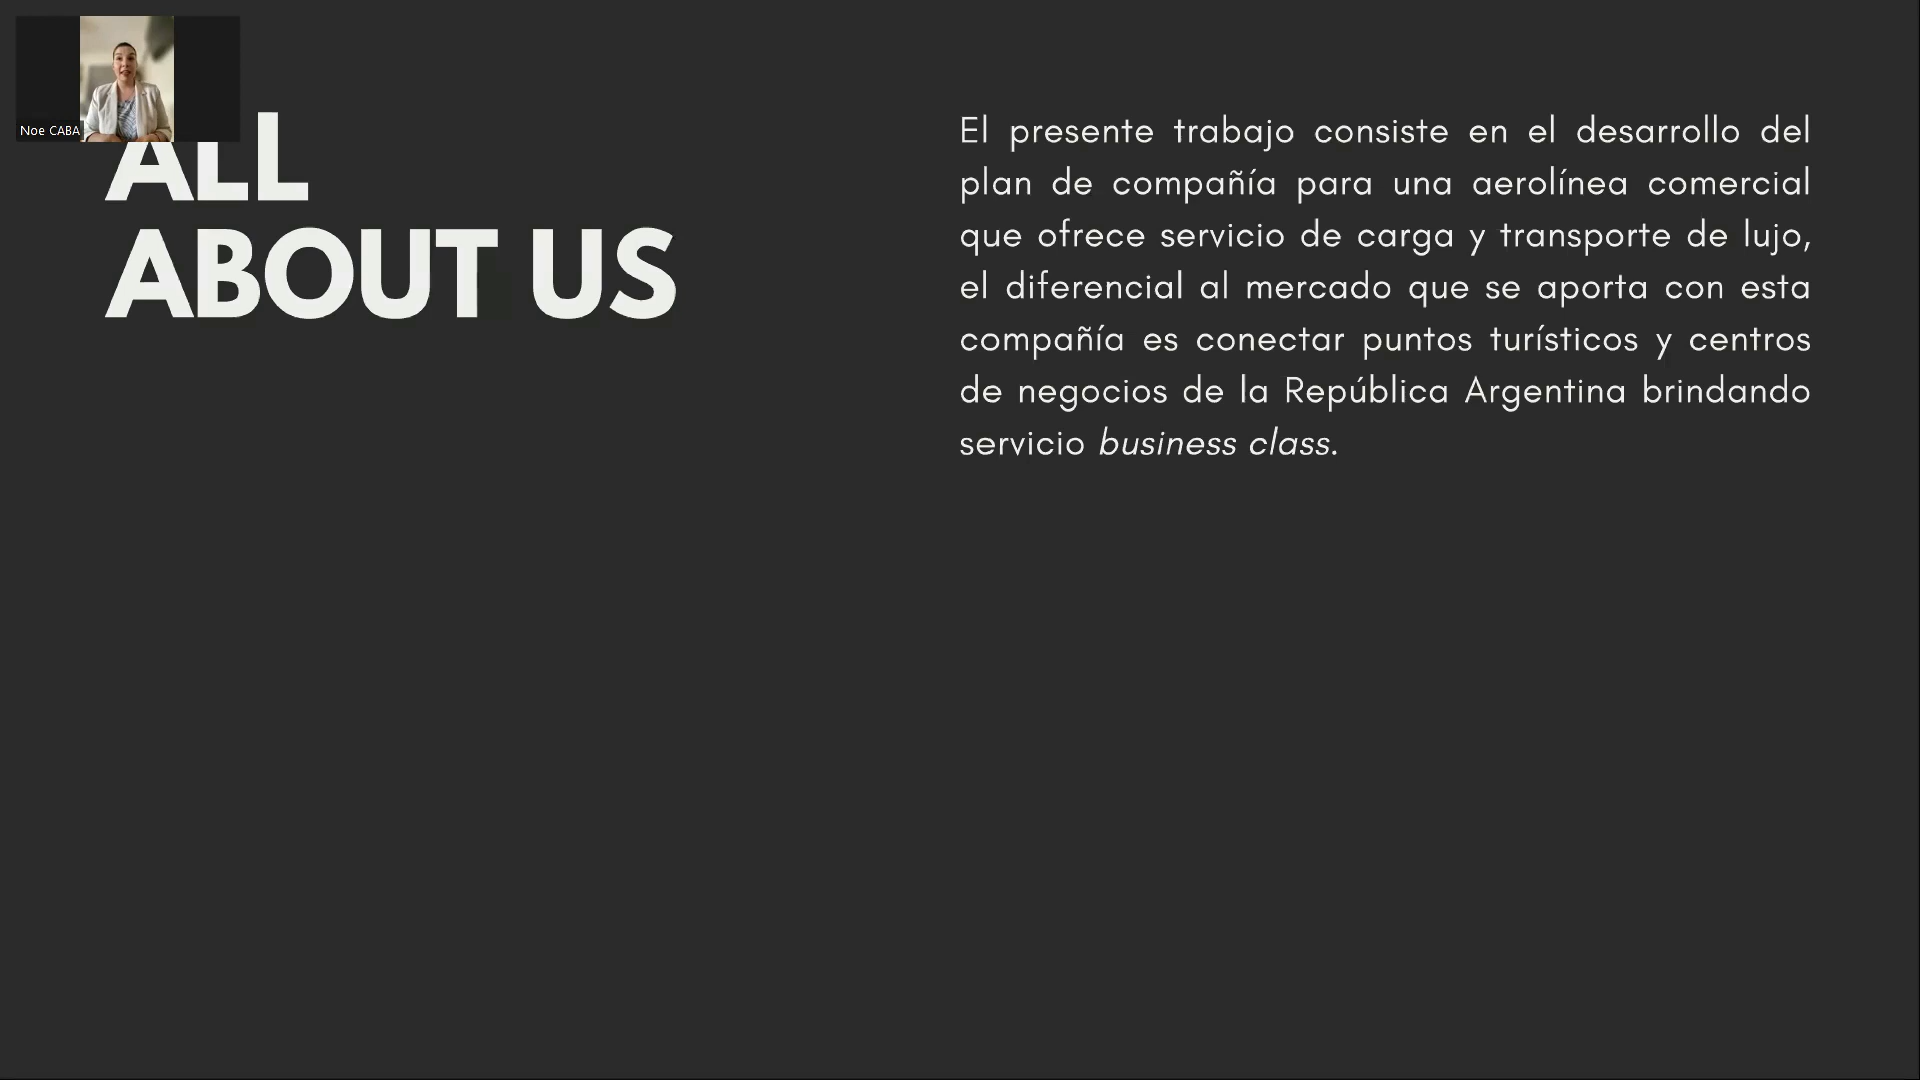 Noe CABA
ALL
ABOUT US
El presente trabajo consiste en el desarrollo del
plan de compañía para una aerolínea comercial
que ofrece servicio de carga y transporte de lujo,
el diferencial al mercado que se aporta con esta
compañía es conectar puntos turísticos y centros
de negocios de la República Argentina brindando
servicio business class.